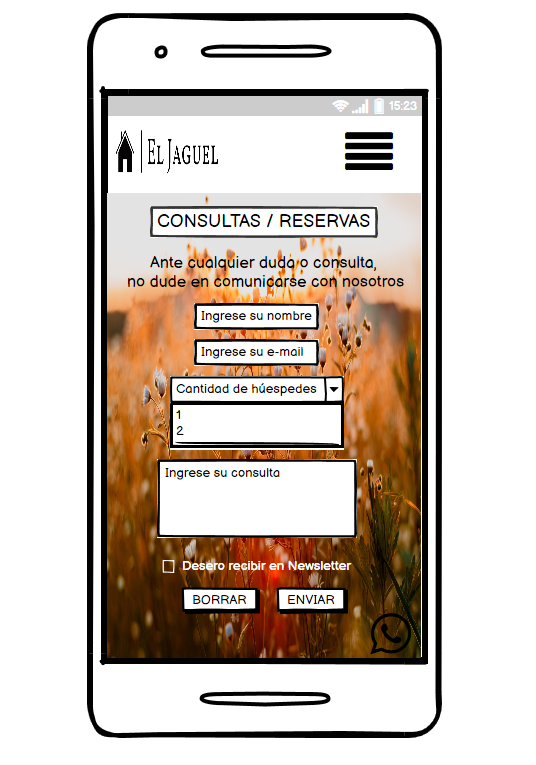 15:23
EL JAGUEL
CONSULTAS / RESERVAS
Ante cualquier duda o consulta,
no dude en comunicarse con nosotros
Ingrese su nombre
Ingrese su e-mail
Cantidad de húespedes
1
2
Ingrese su consulta
Desero recibir en Newsletter
BORRAR ENVIAR